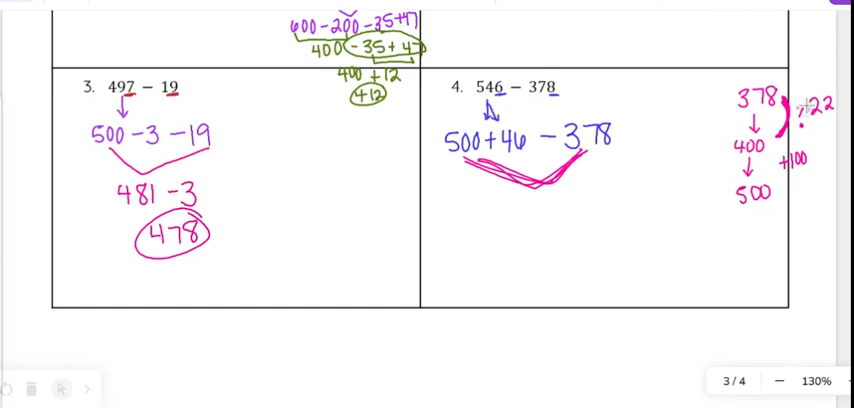 600 - 200 - 35 + 47
400 - 35 + 47
400 + 12
412
3. 497 − 19
500 - 3 - 19
481 - 3
478
4. 546 − 378
500 + 46 - 378
378
+22
400
+100
500
3 / 4
130%